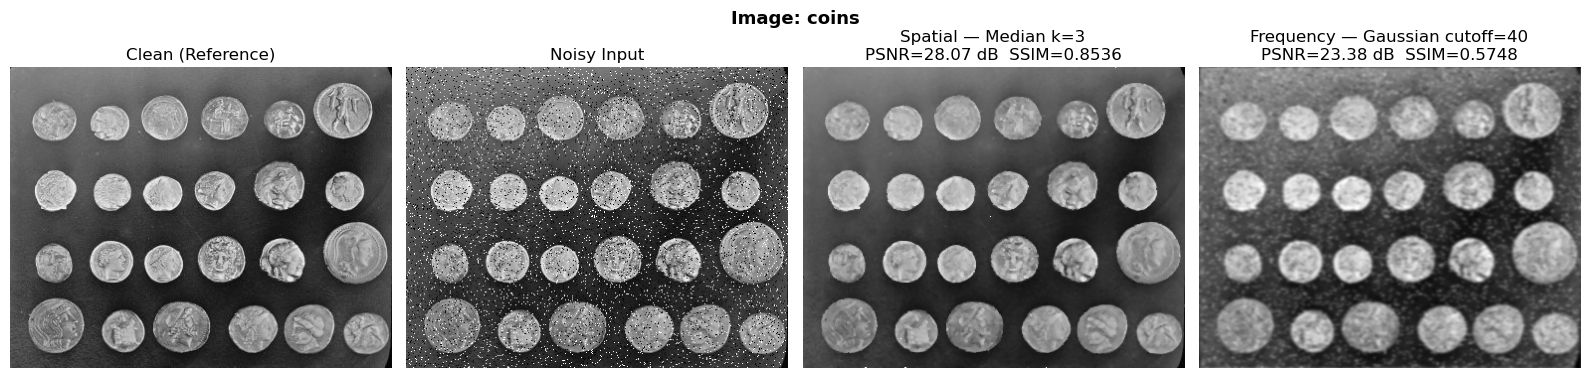 Image: coins
Clean (Reference)
Noisy Input
Spatial — Median k=3
PSNR=28.07 dB  SSIM=0.8536
Frequency — Gaussian cutoff=40
PSNR=23.38 dB  SSIM=0.5748